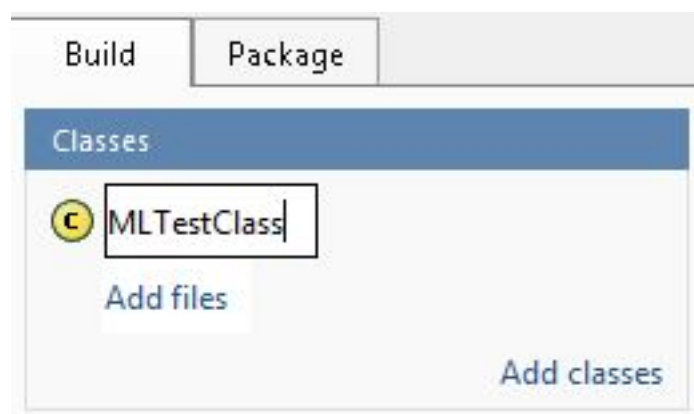 Build Package
Classes
C MLTestClass
Add files
Add classes